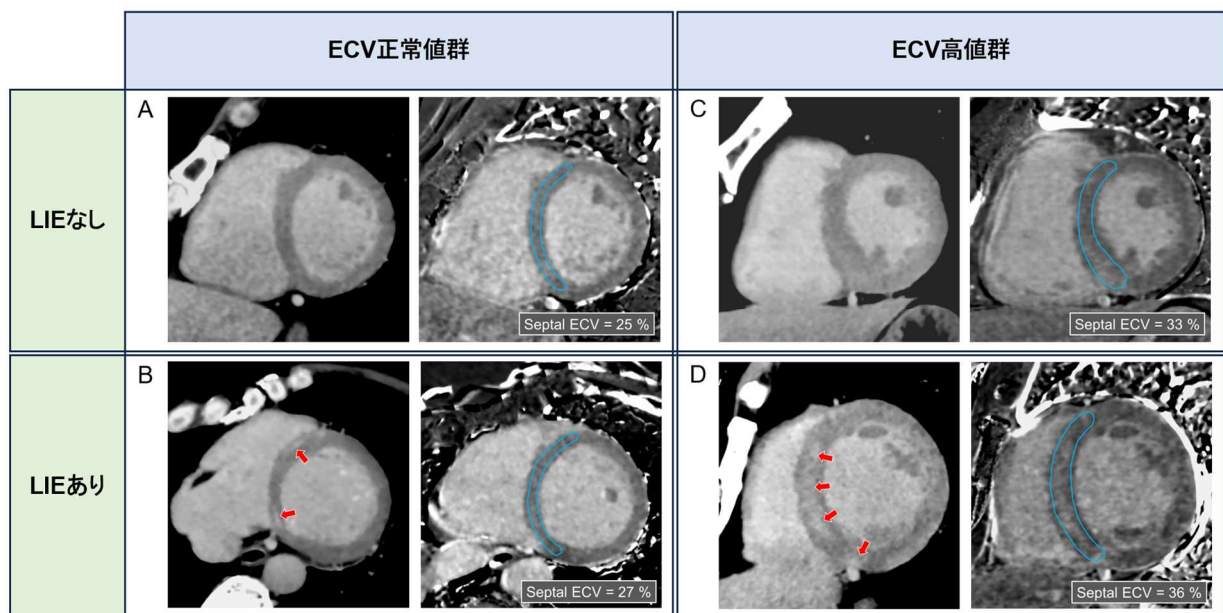 ECV正常値群
ECV高値群
LIEなし
A
Septal ECV = 25 %
C
Septal ECV = 33 %
LIEあり
B
Septal ECV = 27 %
D
Septal ECV = 36 %